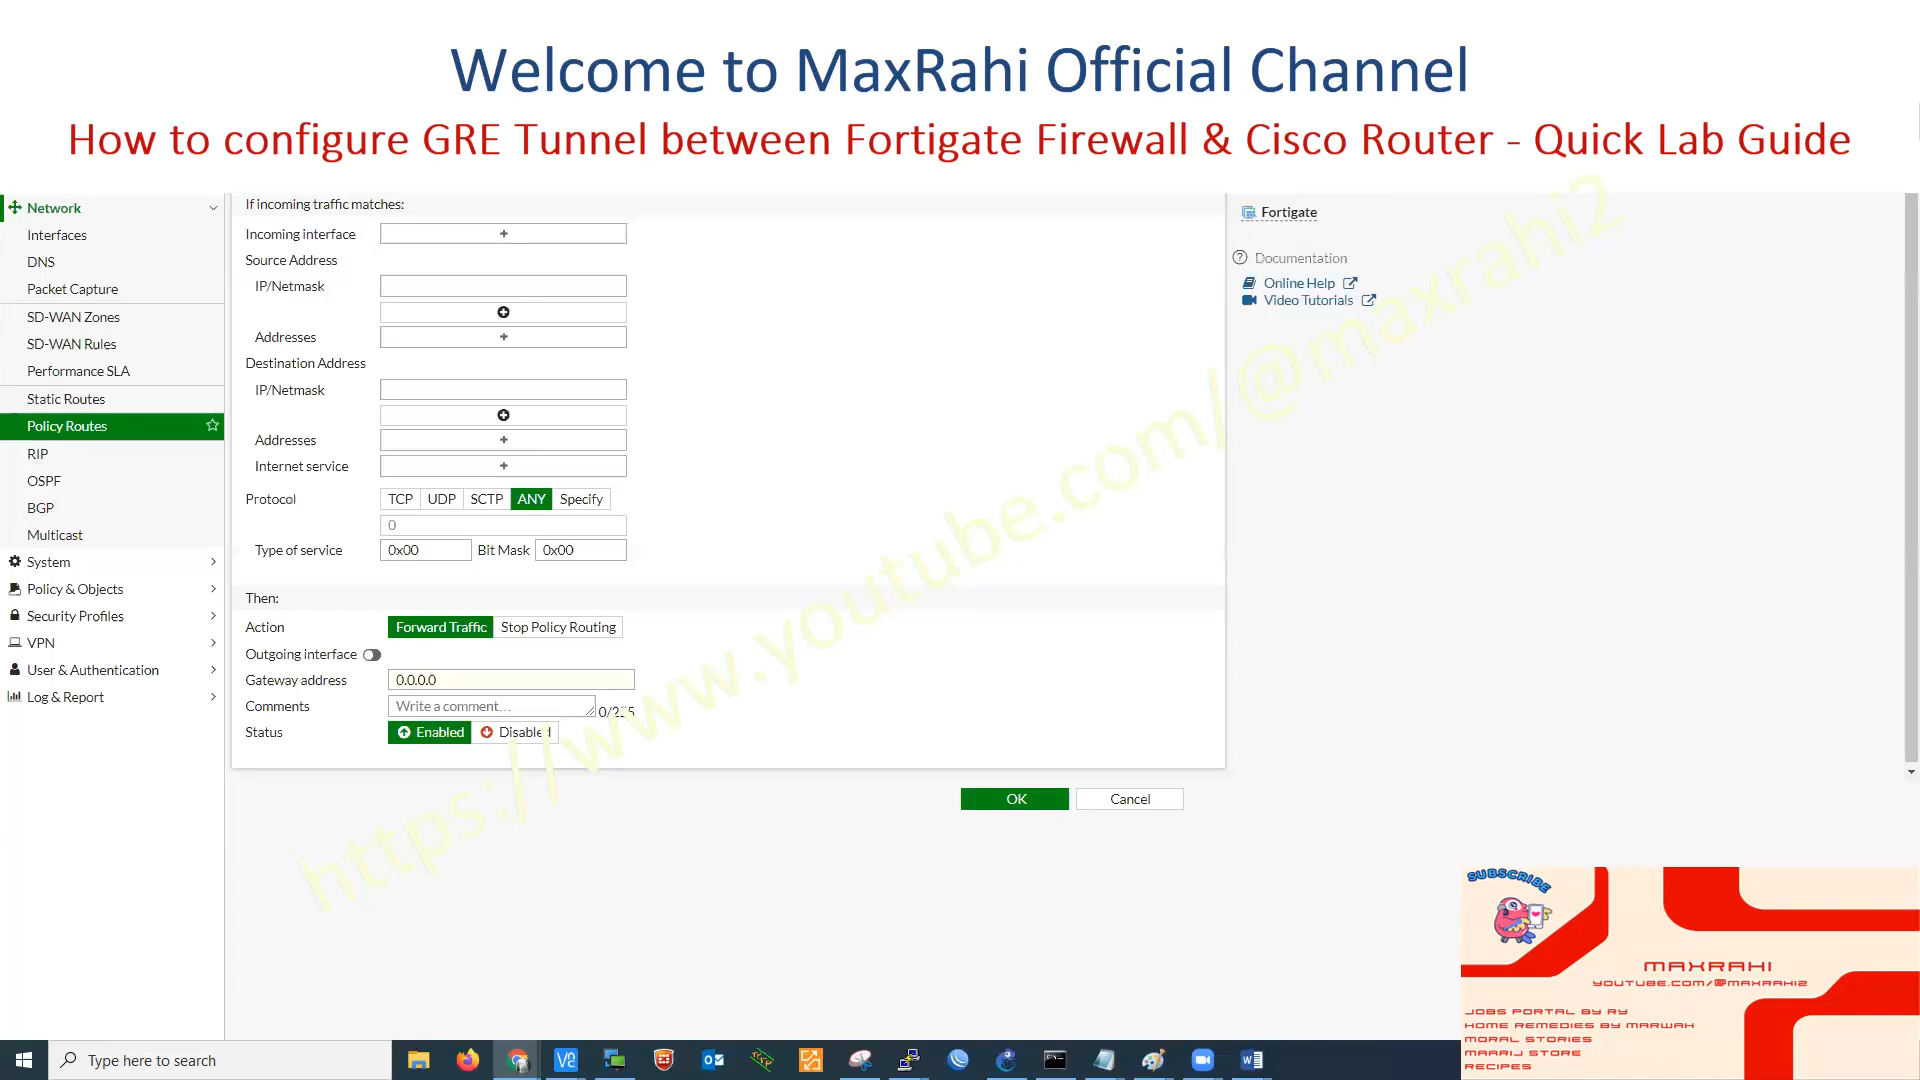 Welcome to MaxRahi Official Channel
How to configure GRE Tunnel between Fortigate Firewall & Cisco Router - Quick Lab Guide
Network
Interfaces
DNS
Packet Capture
SD-WAN Zones
SD-WAN Rules
Performance SLA
Static Routes
Policy Routes
RIP
OSPF
BGP
Multicast
System
Policy & Objects
Security Profiles
VPN
User & Authentication
Log & Report
If incoming traffic matches:
Incoming interface +
Source Address
IP/Netmask
Addresses +
Destination Address
IP/Netmask
Addresses +
Internet service +
Protocol TCP UDP SCTP ANY Specify
0
Type of service 0x00 Bit Mask 0x00
Then:
Action Forward Traffic Stop Policy Routing
Outgoing interface
Gateway address 0.0.0.0
Comments Write a comment... 0/255
Status Enabled Disabled
OK Cancel
Fortigate
Documentation
Online Help
Video Tutorials
https://www.youtube.com/@maxrahi2
SUBSCRIBE
MAXRAHI
YOUTUBE.COM/@MAXRAHI2
JOBS PORTAL BY RY
HOME REMEDIES BY MARWAH
MORAL STORIES
MAARIJ STORE
RECIPES
Type here to search